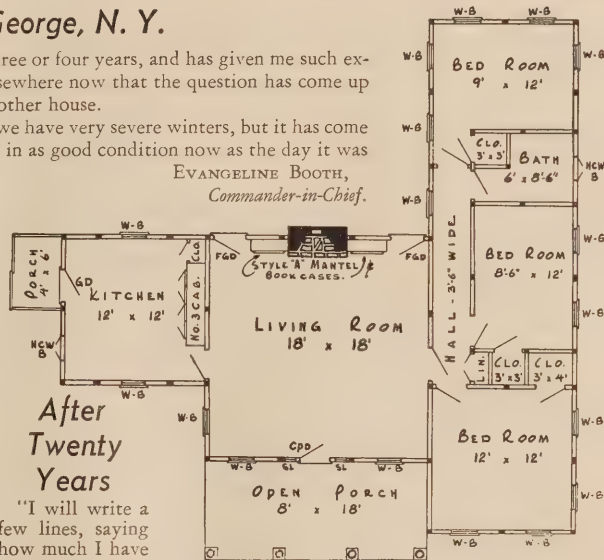 George, N. Y.
ree or four years, and has given me such ex-
sewhere now that the question has come up
other house.
we have very severe winters, but it has come
in as good condition now as the day it was
EVANGELINE BOOTH,
Commander-in-Chief.
After
Twenty
Years
"I will write a
few lines, saying
how much I have
W-B
W-B
W-B
BED ROOM
9' x 12'
W-B
W-B
CLO.
3' x 3'
BATH
6' x 8'-6"
NCW
B
W-B
W-B
HALL - 3'-6" WIDE
BED ROOM
8'-6" x 12'
W-B
W-B
LIN.
CLO.
3' x 3'
CLO.
3' x 4'
W-B
BED ROOM
12' x 12'
W-B
W-B
W-B
W-B
PORCH
4' x 6'
GD
KITCHEN
12' x 12'
CLO.
No. 3 CAB.
NCW
B
W-B
FGD
STYLE "A" MANTEL
BOOK CASES.
FGD
LIVING ROOM
18' x 18'
W-B
CPD
W-B
SL
SL
W-B
OPEN PORCH
8' x 18'